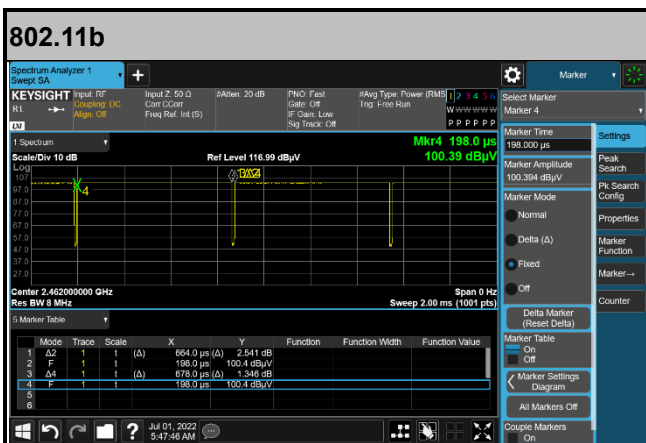 802.11b
Spectrum Analyzer 1
Swept SA
Marker
KEYSIGHT Input: RF Input Z: 50 Ω #Atten: 20 dB PNO: Fast #Avg Type: Power (RMS 1 2 3 4 5 6
RL Coupling: DC Corr CCorr Gate: Off Trig: Free Run W W W W W W
Align: Off Freq Ref: Int (S) IF Gain: Low P P P P P P
Sig Track: Off
LXI
Select Marker
Marker 4
1 Spectrum
Mkr4 198.0 µs
Scale/Div 10 dB Ref Level 116.99 dBµV 100.39 dBµV
Log
107
97.0
87.0
77.0
67.0
57.0
47.0
37.0
27.0
4
Center 2.462000000 GHz Span 0 Hz
Res BW 8 MHz Sweep 2.00 ms (1001 pts)
5 Marker Table
Mode Trace Scale X Y Function Function Width Function Value
1 Δ2 1 t (Δ) 664.0 µs (Δ) 2.541 dB
2 F 1 t 198.0 µs 100.4 dBµV
3 Δ4 1 t (Δ) 678.0 µs (Δ) 1.346 dB
4 F 1 t 198.0 µs 100.4 dBµV
5
6
Jul 01, 2022
5:47:46 AM
Marker Time
198.000 µs
Marker Amplitude
100.394 dBµV
Marker Mode
Normal
Delta (Δ)
Fixed
Off
Delta Marker
(Reset Delta)
Marker Table
On
Off
Marker Settings
Diagram
All Markers Off
Couple Markers
On
Settings
Peak
Search
Pk Search
Config
Properties
Marker
Function
Marker→
Counter